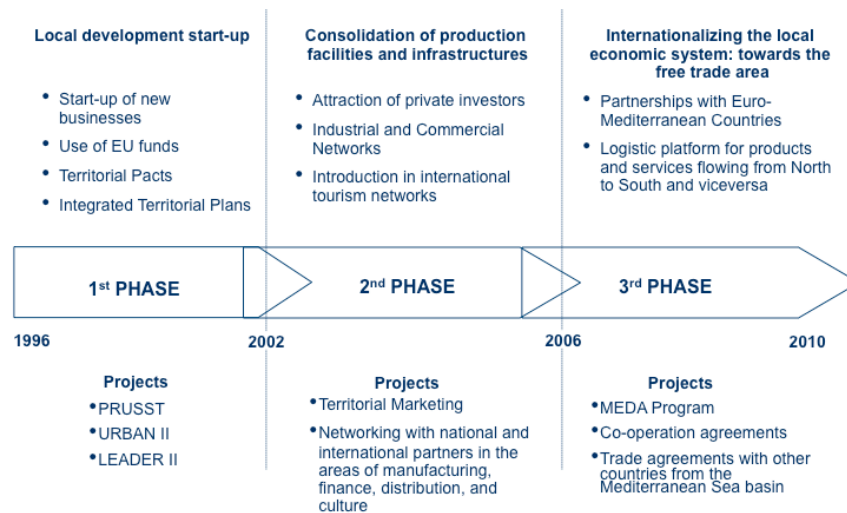 Local development start-up
Start-up of new
businesses
Use of EU funds
Territorial Pacts
Integrated Territorial Plans
Consolidation of production
facilities and infrastructures
Attraction of private investors
Industrial and Commercial
Networks
Introduction in international
tourism networks
Internationalizing the local
economic system: towards the
free trade area
Partnerships with Euro-
Mediterranean Countries
Logistic platform for products
and services flowing from North
to South and viceversa
1st PHASE
2nd PHASE
3rd PHASE
1996
2002
2006
2010
Projects
PRUSST
URBAN II
LEADER II
Projects
Territorial Marketing
Networking with national and
international partners in the
areas of manufacturing,
finance, distribution, and
culture
Projects
MEDA Program
Co-operation agreements
Trade agreements with other
countries from the
Mediterranean Sea basin